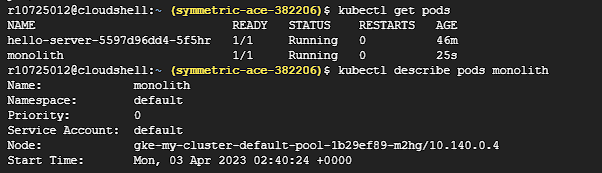 r10725012@cloudshell:~ (symmetric-ace-382206)$ kubectl get pods
NAME                            READY   STATUS    RESTARTS   AGE
hello-server-5597d96dd4-5f5hr   1/1     Running   0          46m
monolith                        1/1     Running   0          25s
r10725012@cloudshell:~ (symmetric-ace-382206)$ kubectl describe pods monolith
Name:             monolith
Namespace:        default
Priority:         0
Service Account:  default
Node:             gke-my-cluster-default-pool-1b29ef89-m2hg/10.140.0.4
Start Time:       Mon, 03 Apr 2023 02:40:24 +0000